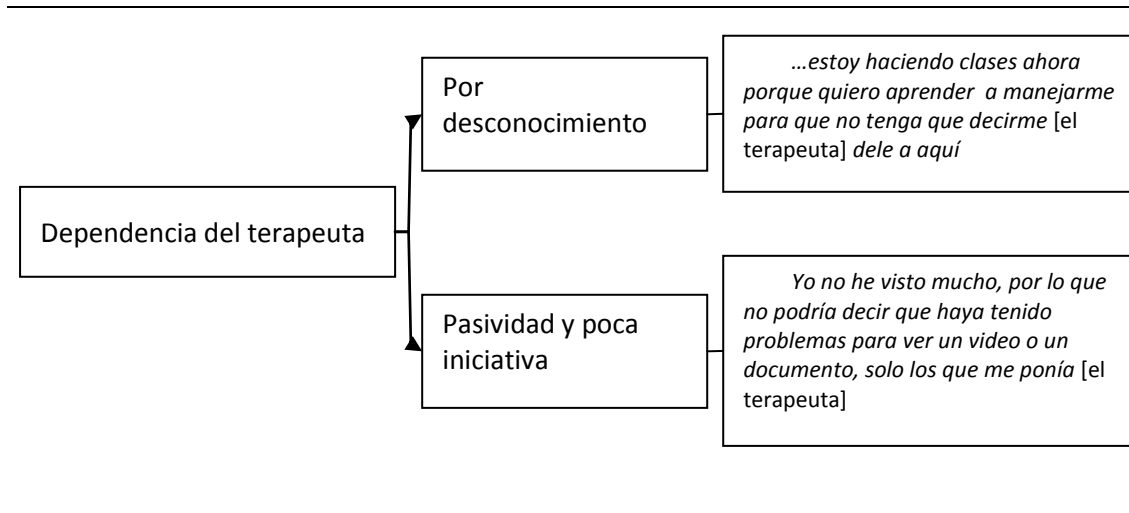 Dependencia del terapeuta
Por
desconocimiento
...estoy haciendo clases ahora
porque quiero aprender  a manejarme
para que no tenga que decirme [el
terapeuta] dele a aquí
Pasividad y poca
iniciativa
Yo no he visto mucho, por lo que
no podría decir que haya tenido
problemas para ver un video o un
documento, solo los que me ponía [el
terapeuta]